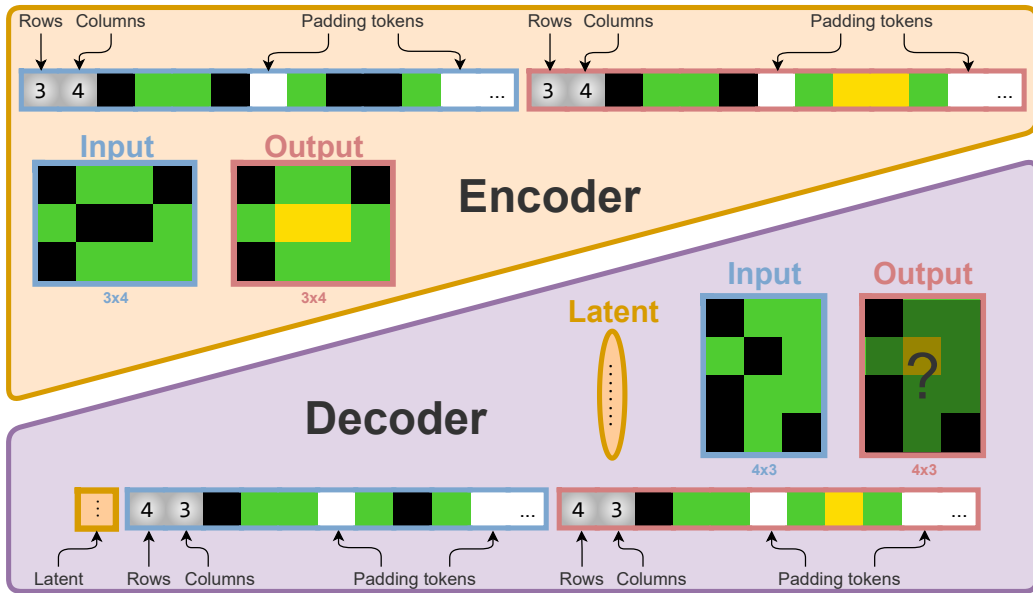 Rows Columns Padding tokens Rows Columns Padding tokens
3 4 ... 3 4 ...
Input Output
Encoder
3x4 3x4
Input Output
Latent
?
Decoder
4x3 4x3
4 3 ... 4 3 ...
Latent Rows Columns Padding tokens Rows Columns Padding tokens